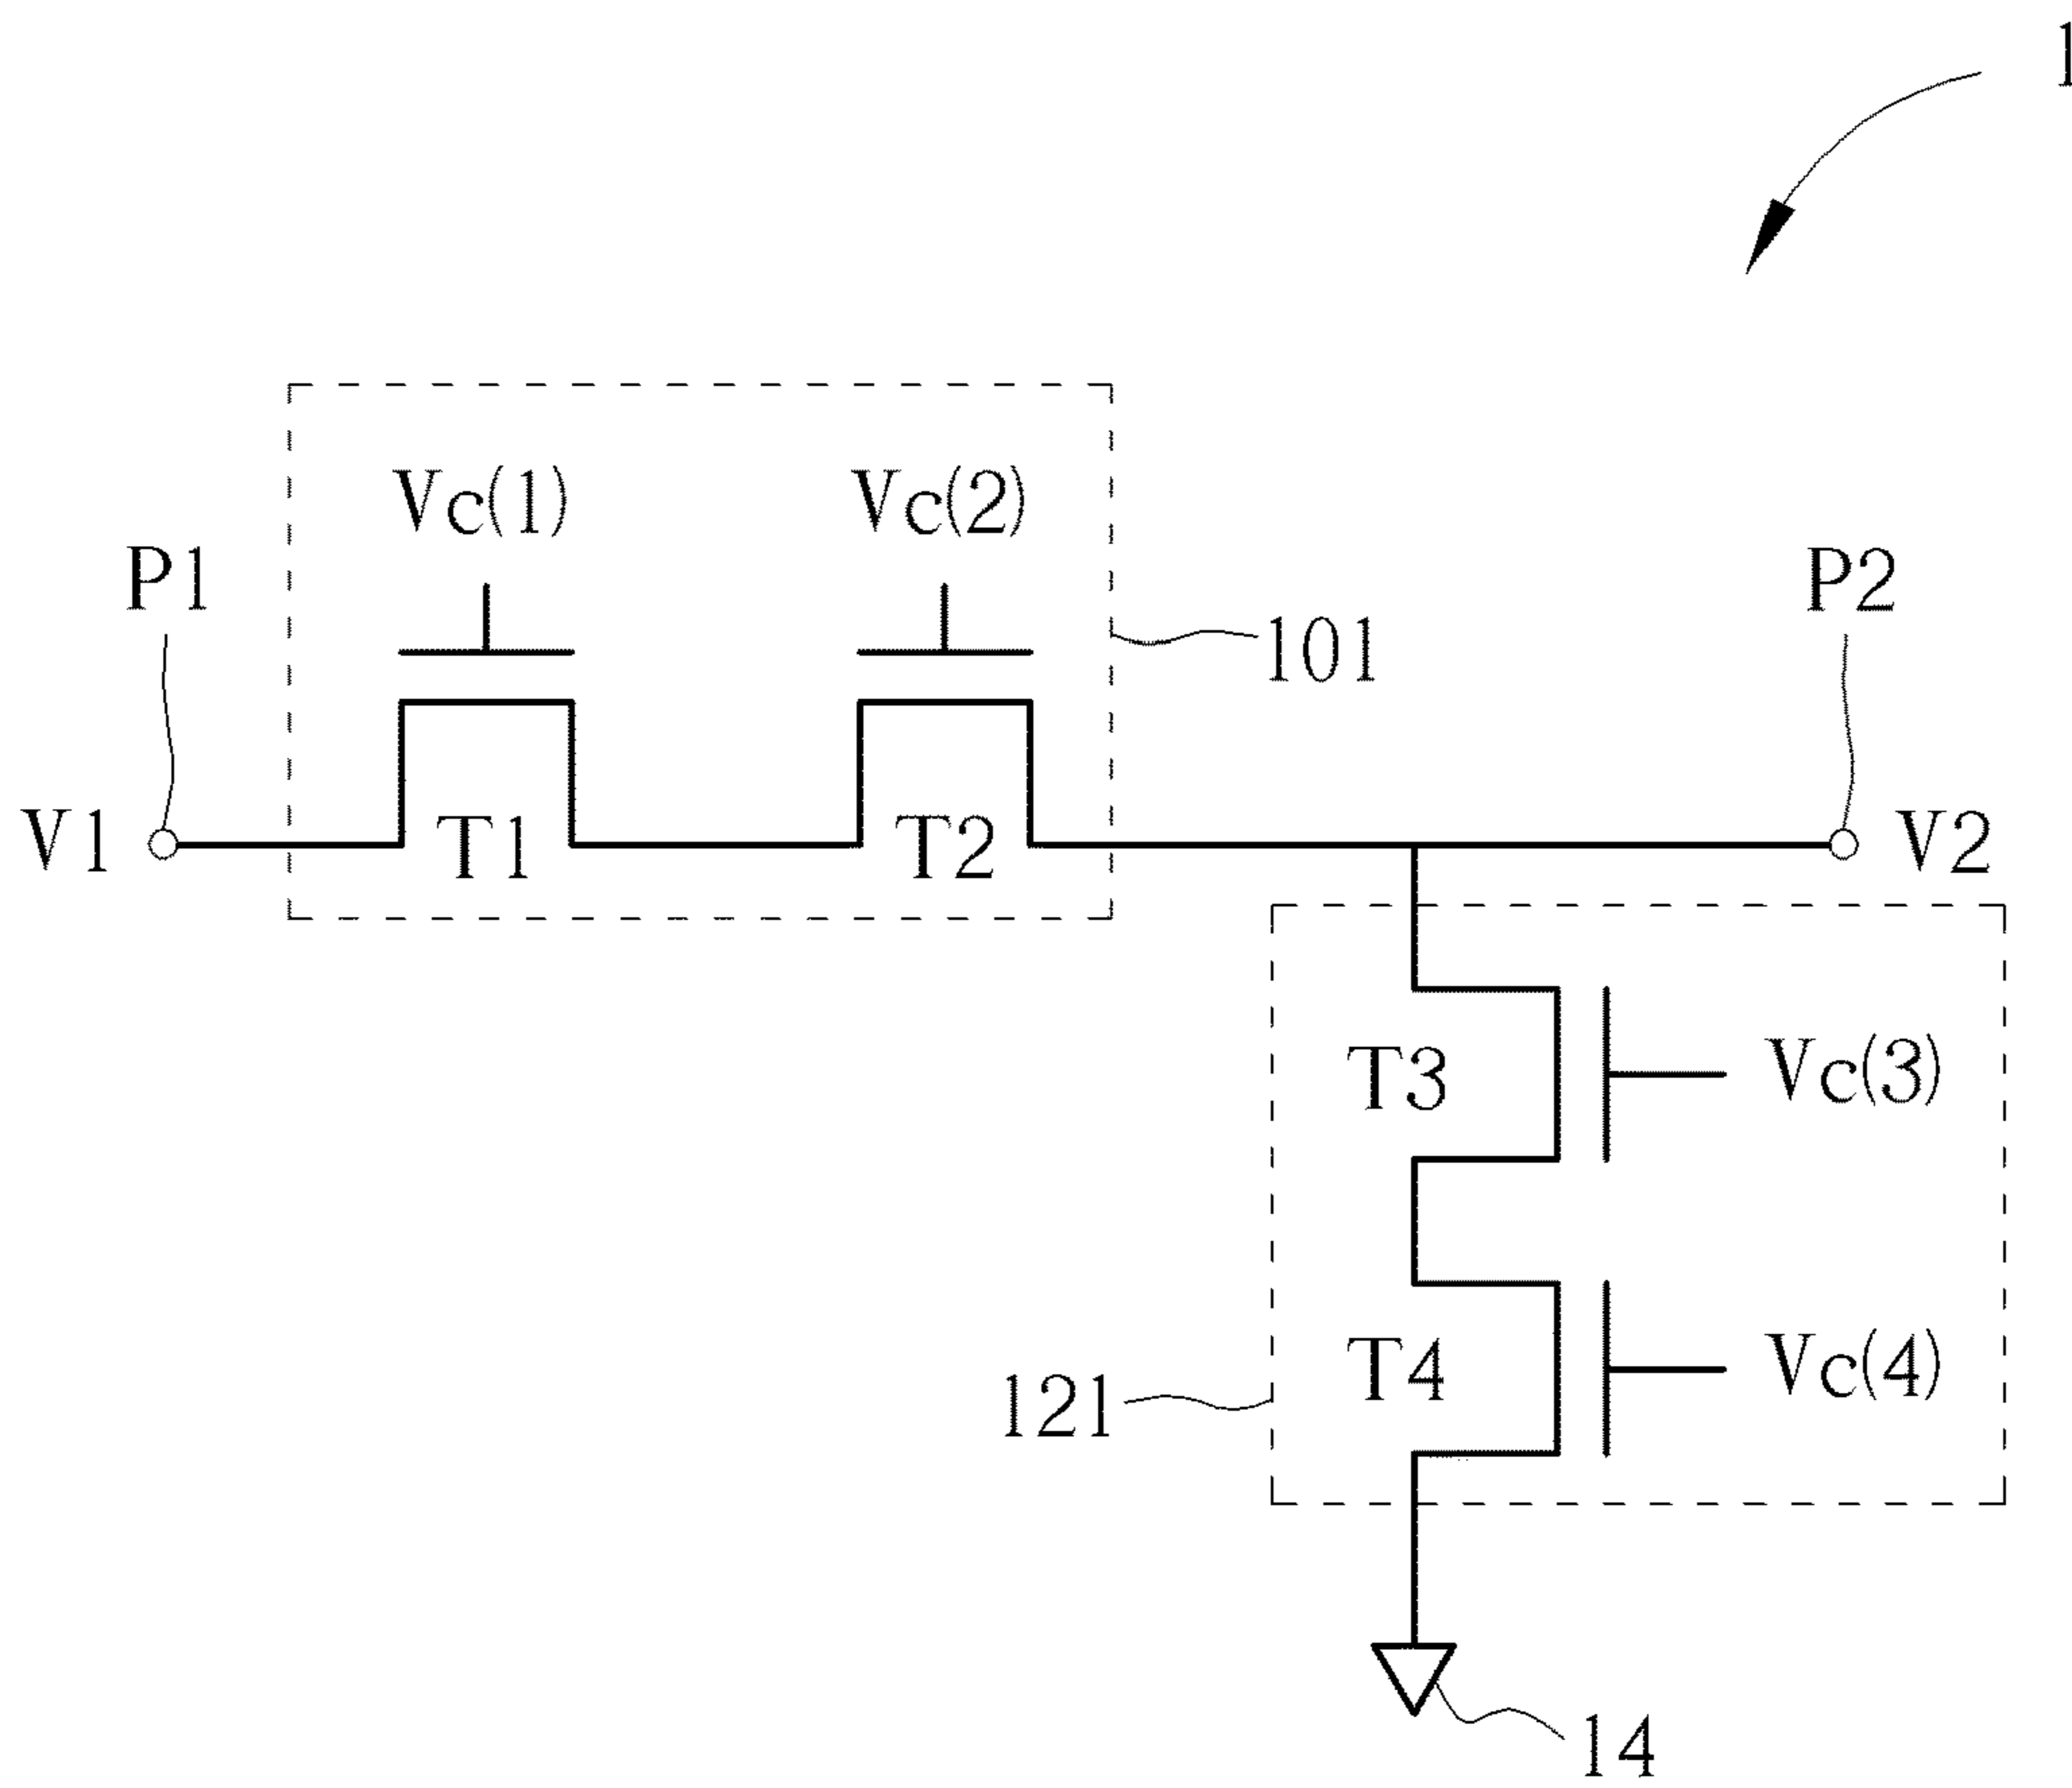 1
Vc(1)
Vc(2)
P1
P2
101
V1
T1
T2
V2
T3
Vc(3)
T4
Vc(4)
121
14